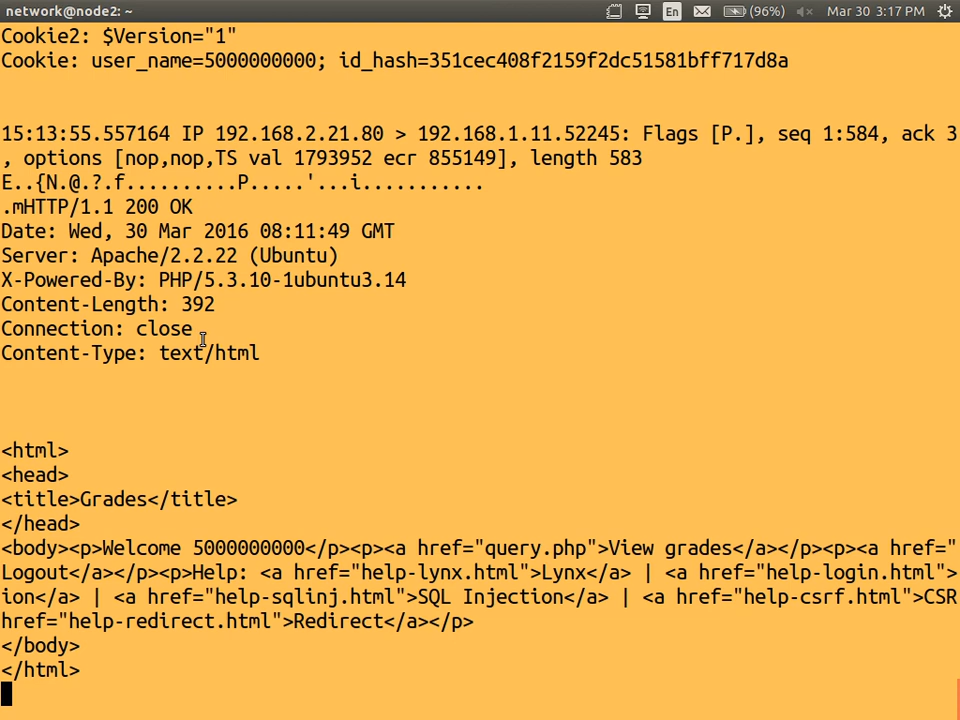 network@node2: ~
En
(96%)
Mar 30 3:17 PM
Cookie2: $Version="1"
Cookie: user_name=5000000000; id_hash=351cec408f2159f2dc51581bff717d8a
15:13:55.557164 IP 192.168.2.21.80 > 192.168.1.11.52245: Flags [P.], seq 1:584, ack 3
, options [nop,nop,TS val 1793952 ecr 855149], length 583
E..{N.@.?.f..........P.....'...i...........
.mHTTP/1.1 200 OK
Date: Wed, 30 Mar 2016 08:11:49 GMT
Server: Apache/2.2.22 (Ubuntu)
X-Powered-By: PHP/5.3.10-1ubuntu3.14
Content-Length: 392
Connection: close
Content-Type: text/html
<html>
<head>
<title>Grades</title>
</head>
<body><p>Welcome 5000000000</p><p><a href="query.php">View grades</a></p><p><a href="
Logout</a></p><p>Help: <a href="help-lynx.html">Lynx</a> | <a href="help-login.html">
ion</a> | <a href="help-sqlinj.html">SQL Injection</a> | <a href="help-csrf.html">CSR
href="help-redirect.html">Redirect</a></p>
</body>
</html>